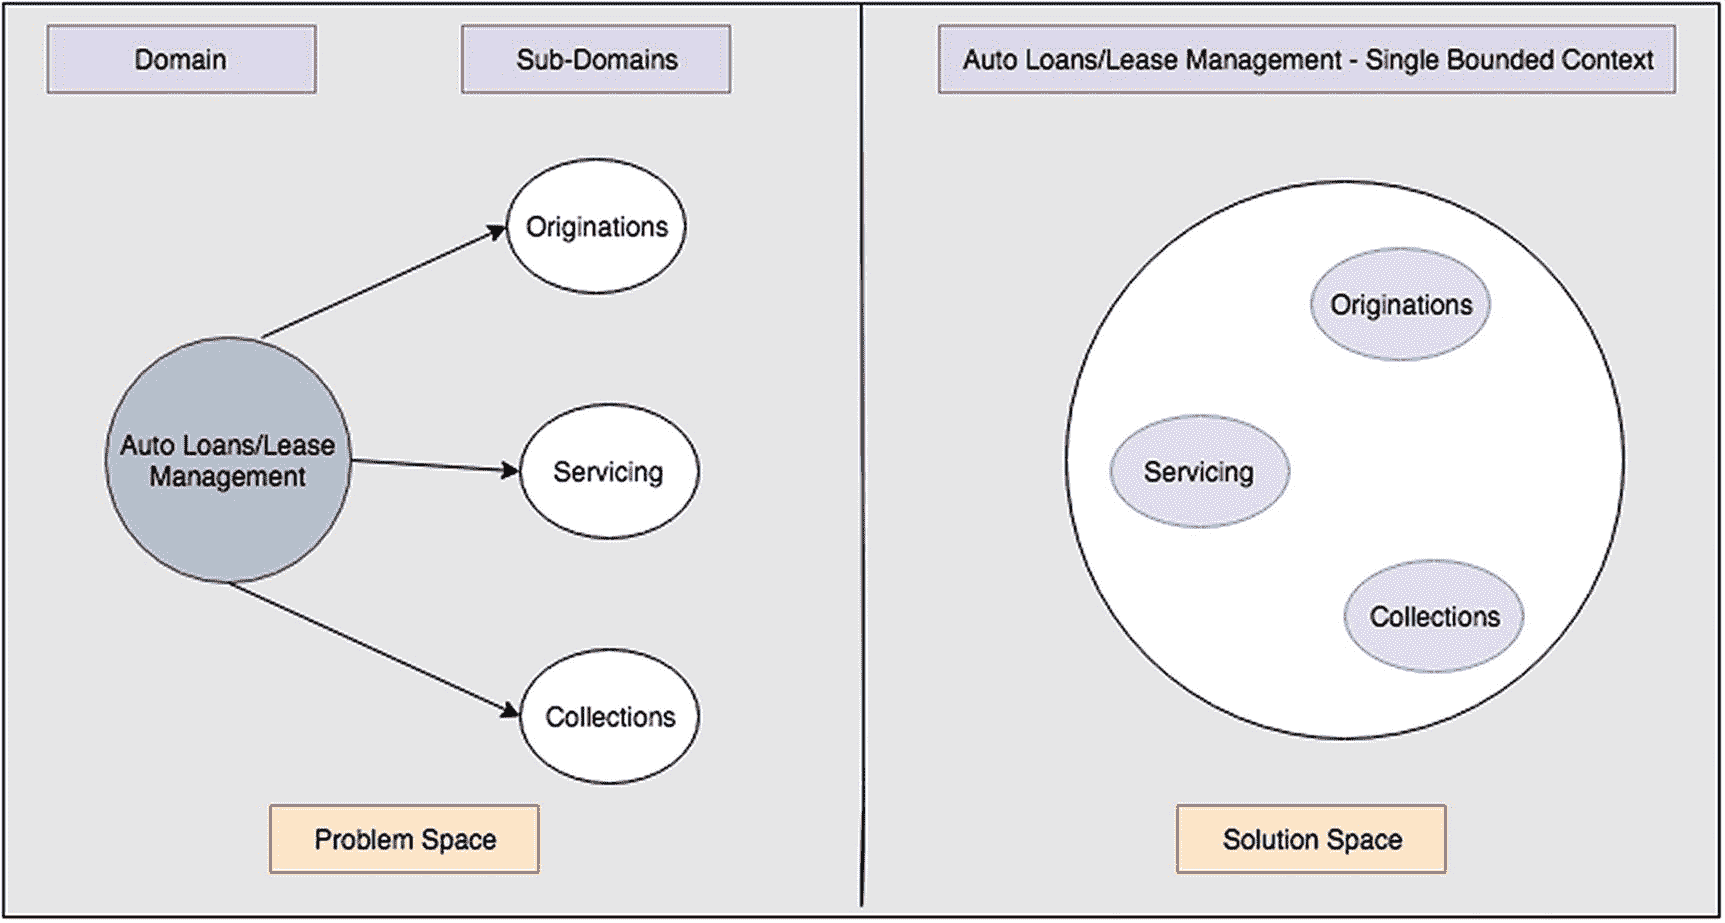 Domain
Sub-Domains
Originations
Auto Loans/Lease
Management
Servicing
Collections
Problem Space
Auto Loans/Lease Management - Single Bounded Context
Originations
Servicing
Collections
Solution Space